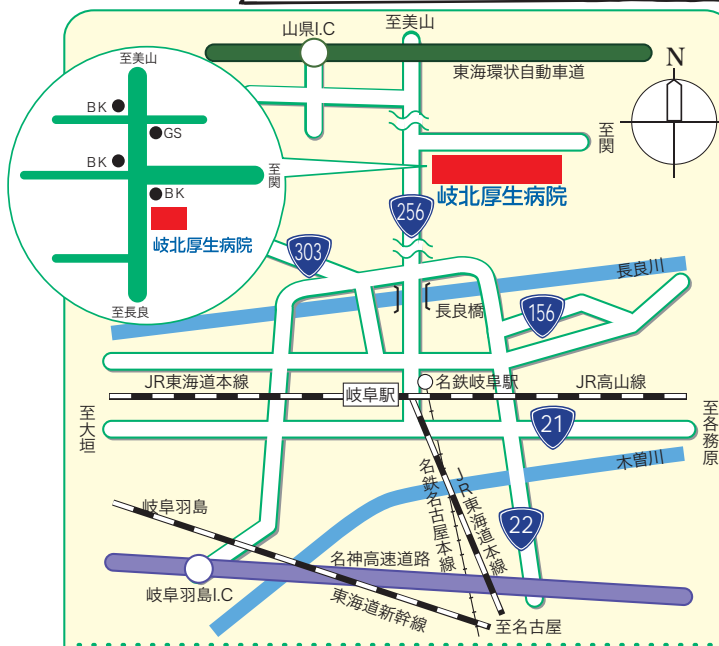 山県I.C
至美山
東海環状自動車道
N
至美山
BK
GS
BK
至関
BK
岐北厚生病院
至長良
至関
岐北厚生病院
256
303
長良川
長良橋
156
JR東海道本線
岐阜駅
名鉄岐阜駅
JR高山線
至大垣
至各務原
21
木曽川
名鉄名古屋本線
JR東海道本線
22
岐阜羽島
名神高速道路
岐阜羽島I.C
東海道新幹線
至名古屋